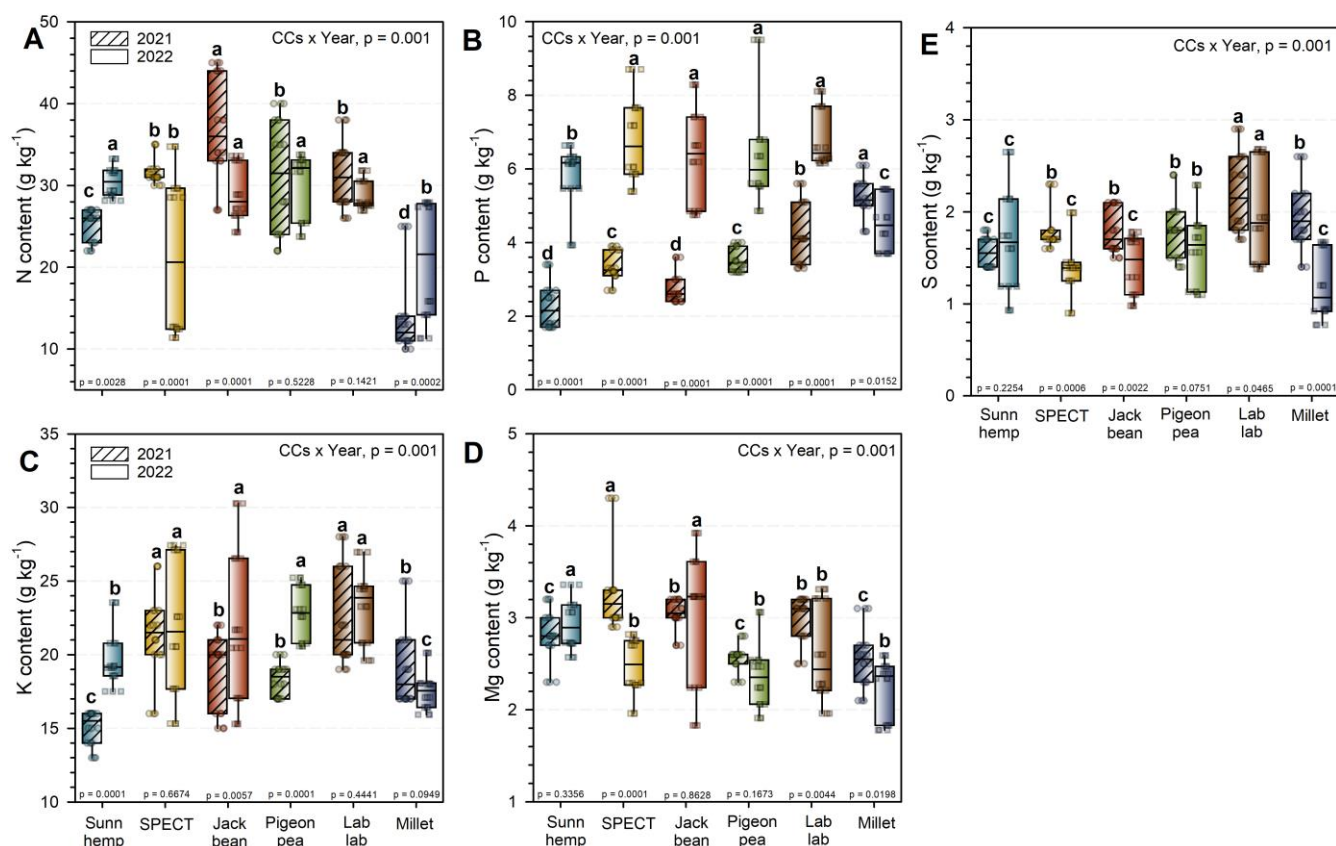 A
2021
2022
CCs x Year, p = 0.001
N content (g kg-1)
50
40
30
20
10
c a b b a a b a b a d b
p = 0.0028 p = 0.0001 p = 0.0001 p = 0.5228 p = 0.1421 p = 0.0002
B
CCs x Year, p = 0.001
P content (g kg-1)
10
8
6
4
2
0
d b c a d a c a b a a c
p = 0.0001 p = 0.0001 p = 0.0001 p = 0.0001 p = 0.0001 p = 0.0152
E
CCs x Year, p = 0.001
S content (g kg-1)
4
3
2
1
0
c c b c b c b b a a b c
p = 0.2254 p = 0.0006 p = 0.0022 p = 0.0751 p = 0.0465 p = 0.0001
Sunn hemp
SPECT
Jack bean
Pigeon pea
Lab lab
Millet
C
2021
2022
CCs x Year, p = 0.001
K content (g kg-1)
35
30
25
20
15
10
c b a a b a b a a a b c
p = 0.0001 p = 0.6674 p = 0.0057 p = 0.0001 p = 0.4441 p = 0.0949
Sunn hemp
SPECT
Jack bean
Pigeon pea
Lab lab
Millet
D
CCs x Year, p = 0.001
Mg content (g kg-1)
5
4
3
2
1
c a a b b a c b b b c b
p = 0.3356 p = 0.0001 p = 0.8628 p = 0.1673 p = 0.0044 p = 0.0198
Sunn hemp
SPECT
Jack bean
Pigeon pea
Lab lab
Millet